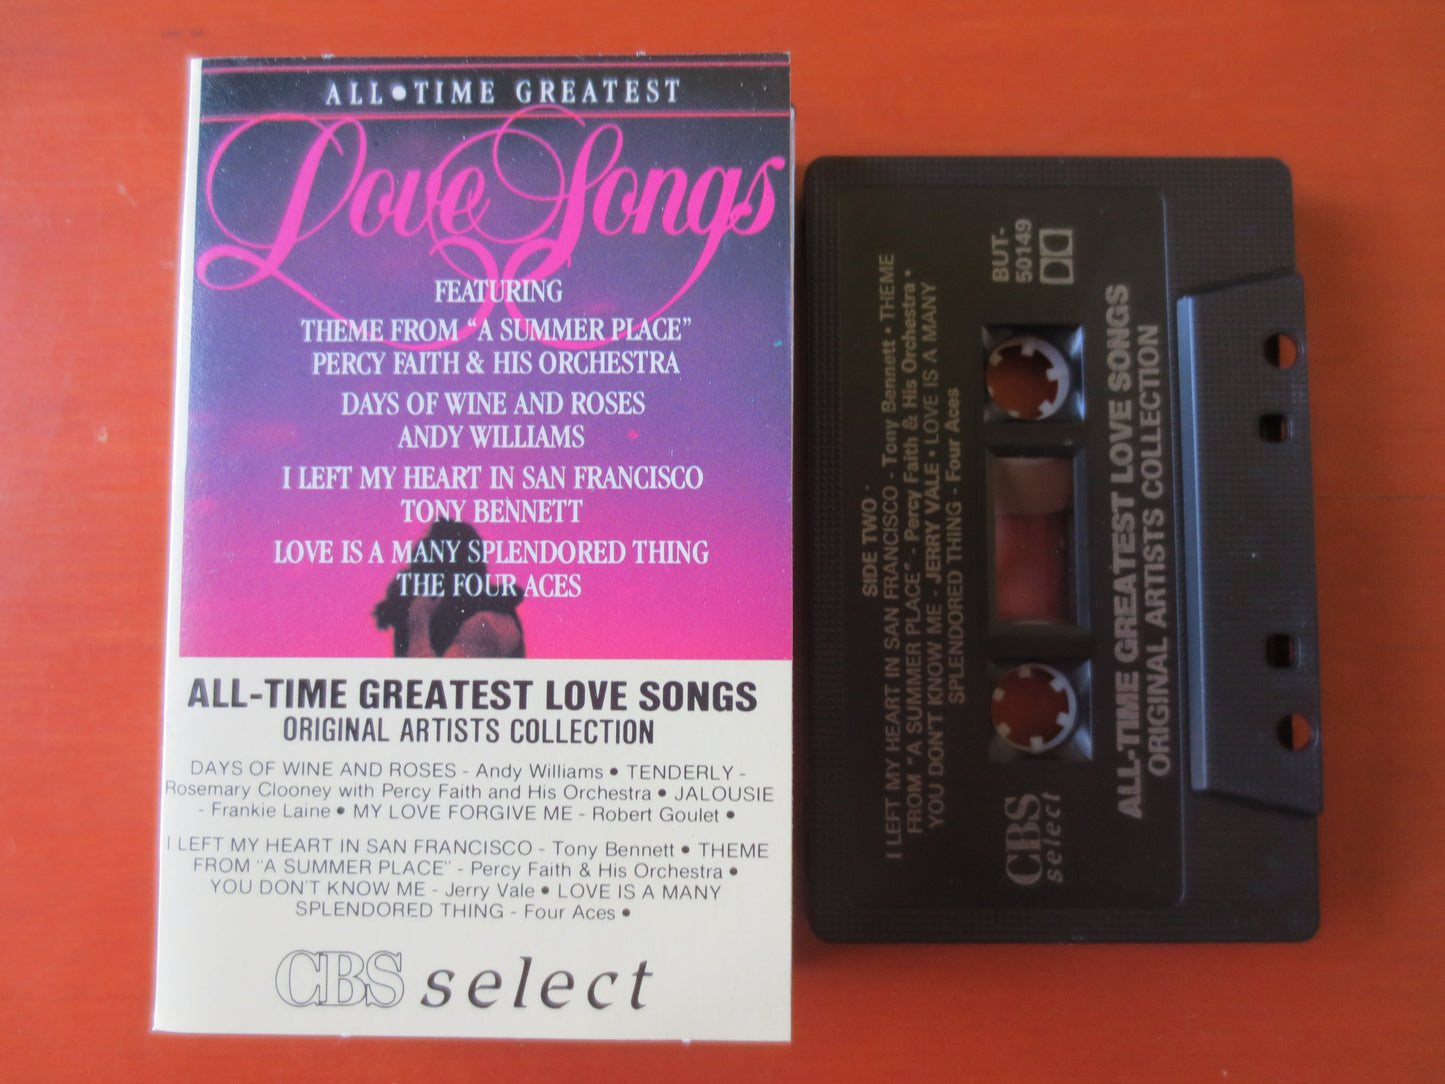 ALL•TIME GREATEST
Love Songs
FEATURING
THEME FROM "A SUMMER PLACE"
PERCY FAITH & HIS ORCHESTRA
DAYS OF WINE AND ROSES
ANDY WILLIAMS
I LEFT MY HEART IN SAN FRANCISCO
TONY BENNETT
LOVE IS A MANY SPLENDORED THING
THE FOUR ACES
ALL-TIME GREATEST LOVE SONGS
ORIGINAL ARTISTS COLLECTION
DAYS OF WINE AND ROSES - Andy Williams • TENDERLY -
Rosemary Clooney with Percy Faith and His Orchestra • JALOUSIE
- Frankie Laine • MY LOVE FORGIVE ME - Robert Goulet •
I LEFT MY HEART IN SAN FRANCISCO - Tony Bennett • THEME
FROM "A SUMMER PLACE" - Percy Faith & His Orchestra •
YOU DON'T KNOW ME - Jerry Vale • LOVE IS A MANY
SPLENDORED THING - Four Aces •
CBS select
SIDE TWO
I LEFT MY HEART IN SAN FRANCISCO - Tony Bennett • THEME
FROM "A SUMMER PLACE" - Percy Faith & His Orchestra •
YOU DON'T KNOW ME - JERRY VALE • LOVE IS A MANY
SPLENDORED THING - Four Aces
BUT-
50149
CBS
select
ALL-TIME GREATEST LOVE SONGS
ORIGINAL ARTISTS COLLECTION